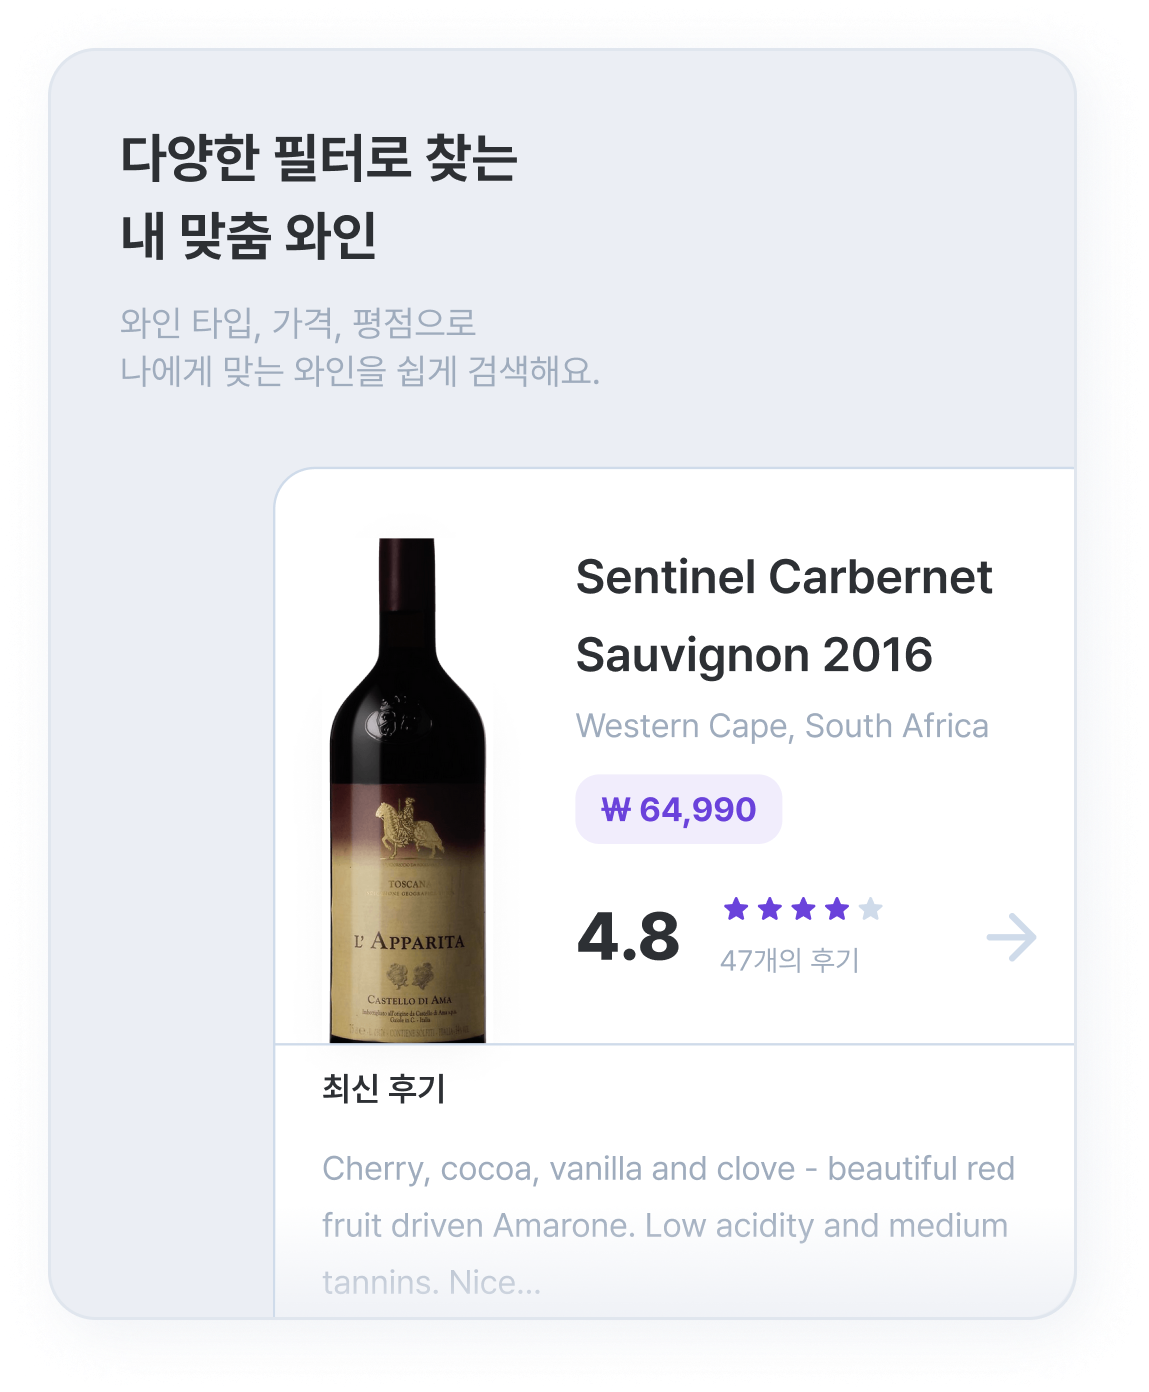 다양한 필터로 찾는
내 맞춤 와인
와인 타입, 가격, 평점으로
나에게 맞는 와인을 쉽게 검색해요.
Sentinel Carbernet
Sauvignon 2016
Western Cape, South Africa
₩ 64,990
4.8
47개의 후기
TOSCANA
L' APPARITA
CASTELLO DI AMA
최신 후기
Cherry, cocoa, vanilla and clove - beautiful red
fruit driven Amarone. Low acidity and medium
tannins. Nice...